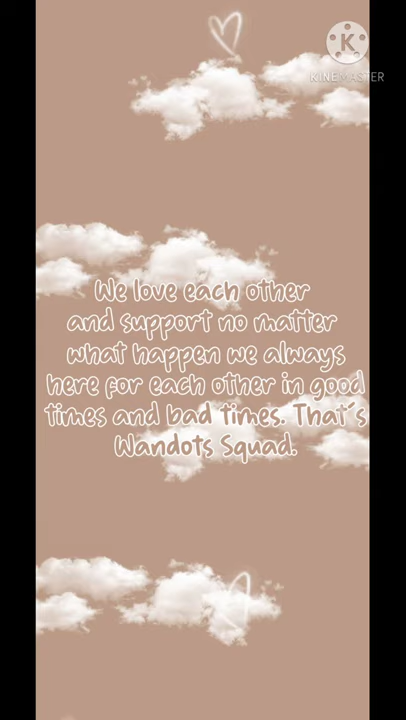 K
KINEMASTER
We love each other
and support no matter
what happen we always
here for each other in good
times and bad times. That's
Wandots Squad.